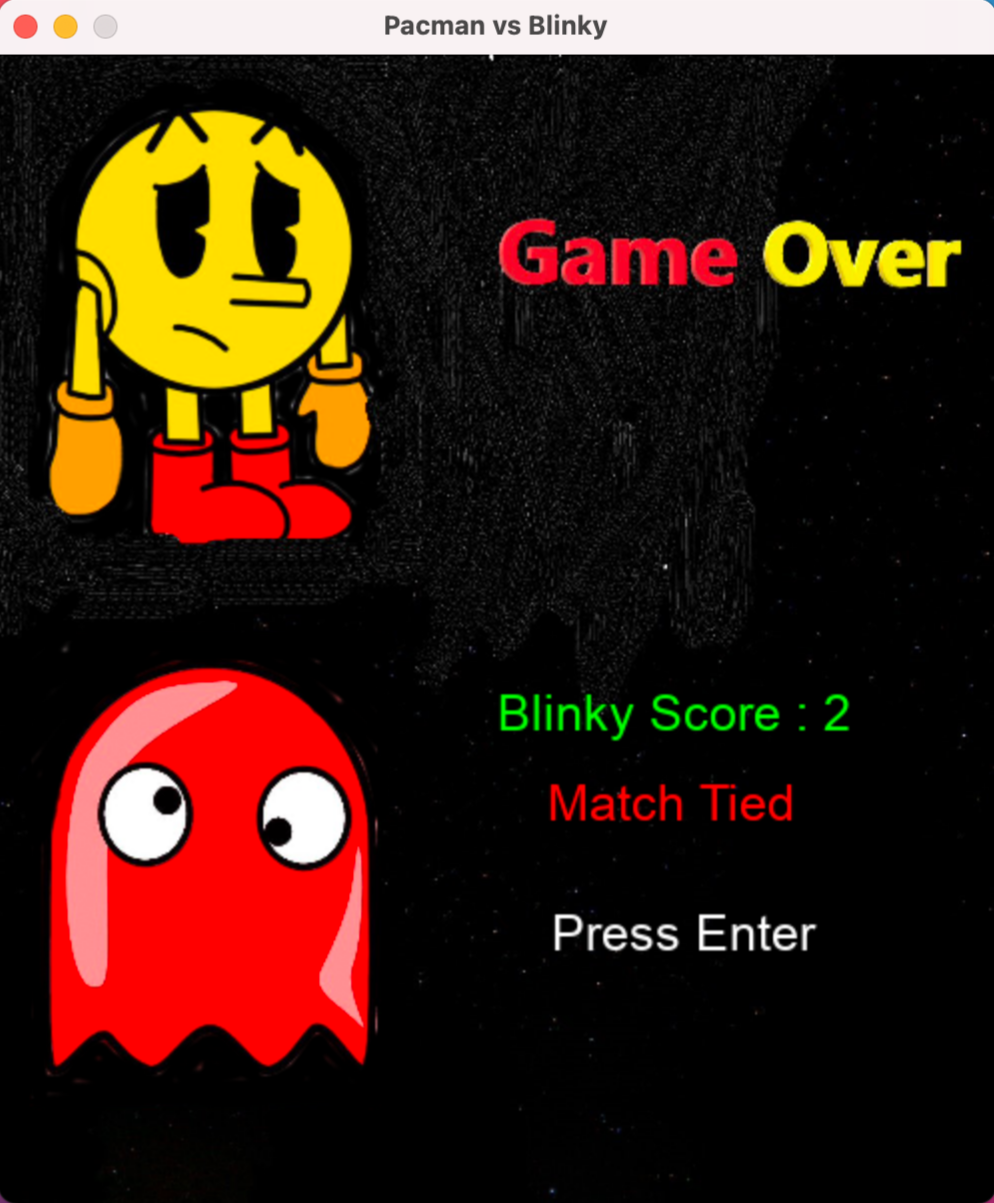 Pacman vs Blinky
Game Over
Blinky Score : 2
Match Tied
Press Enter